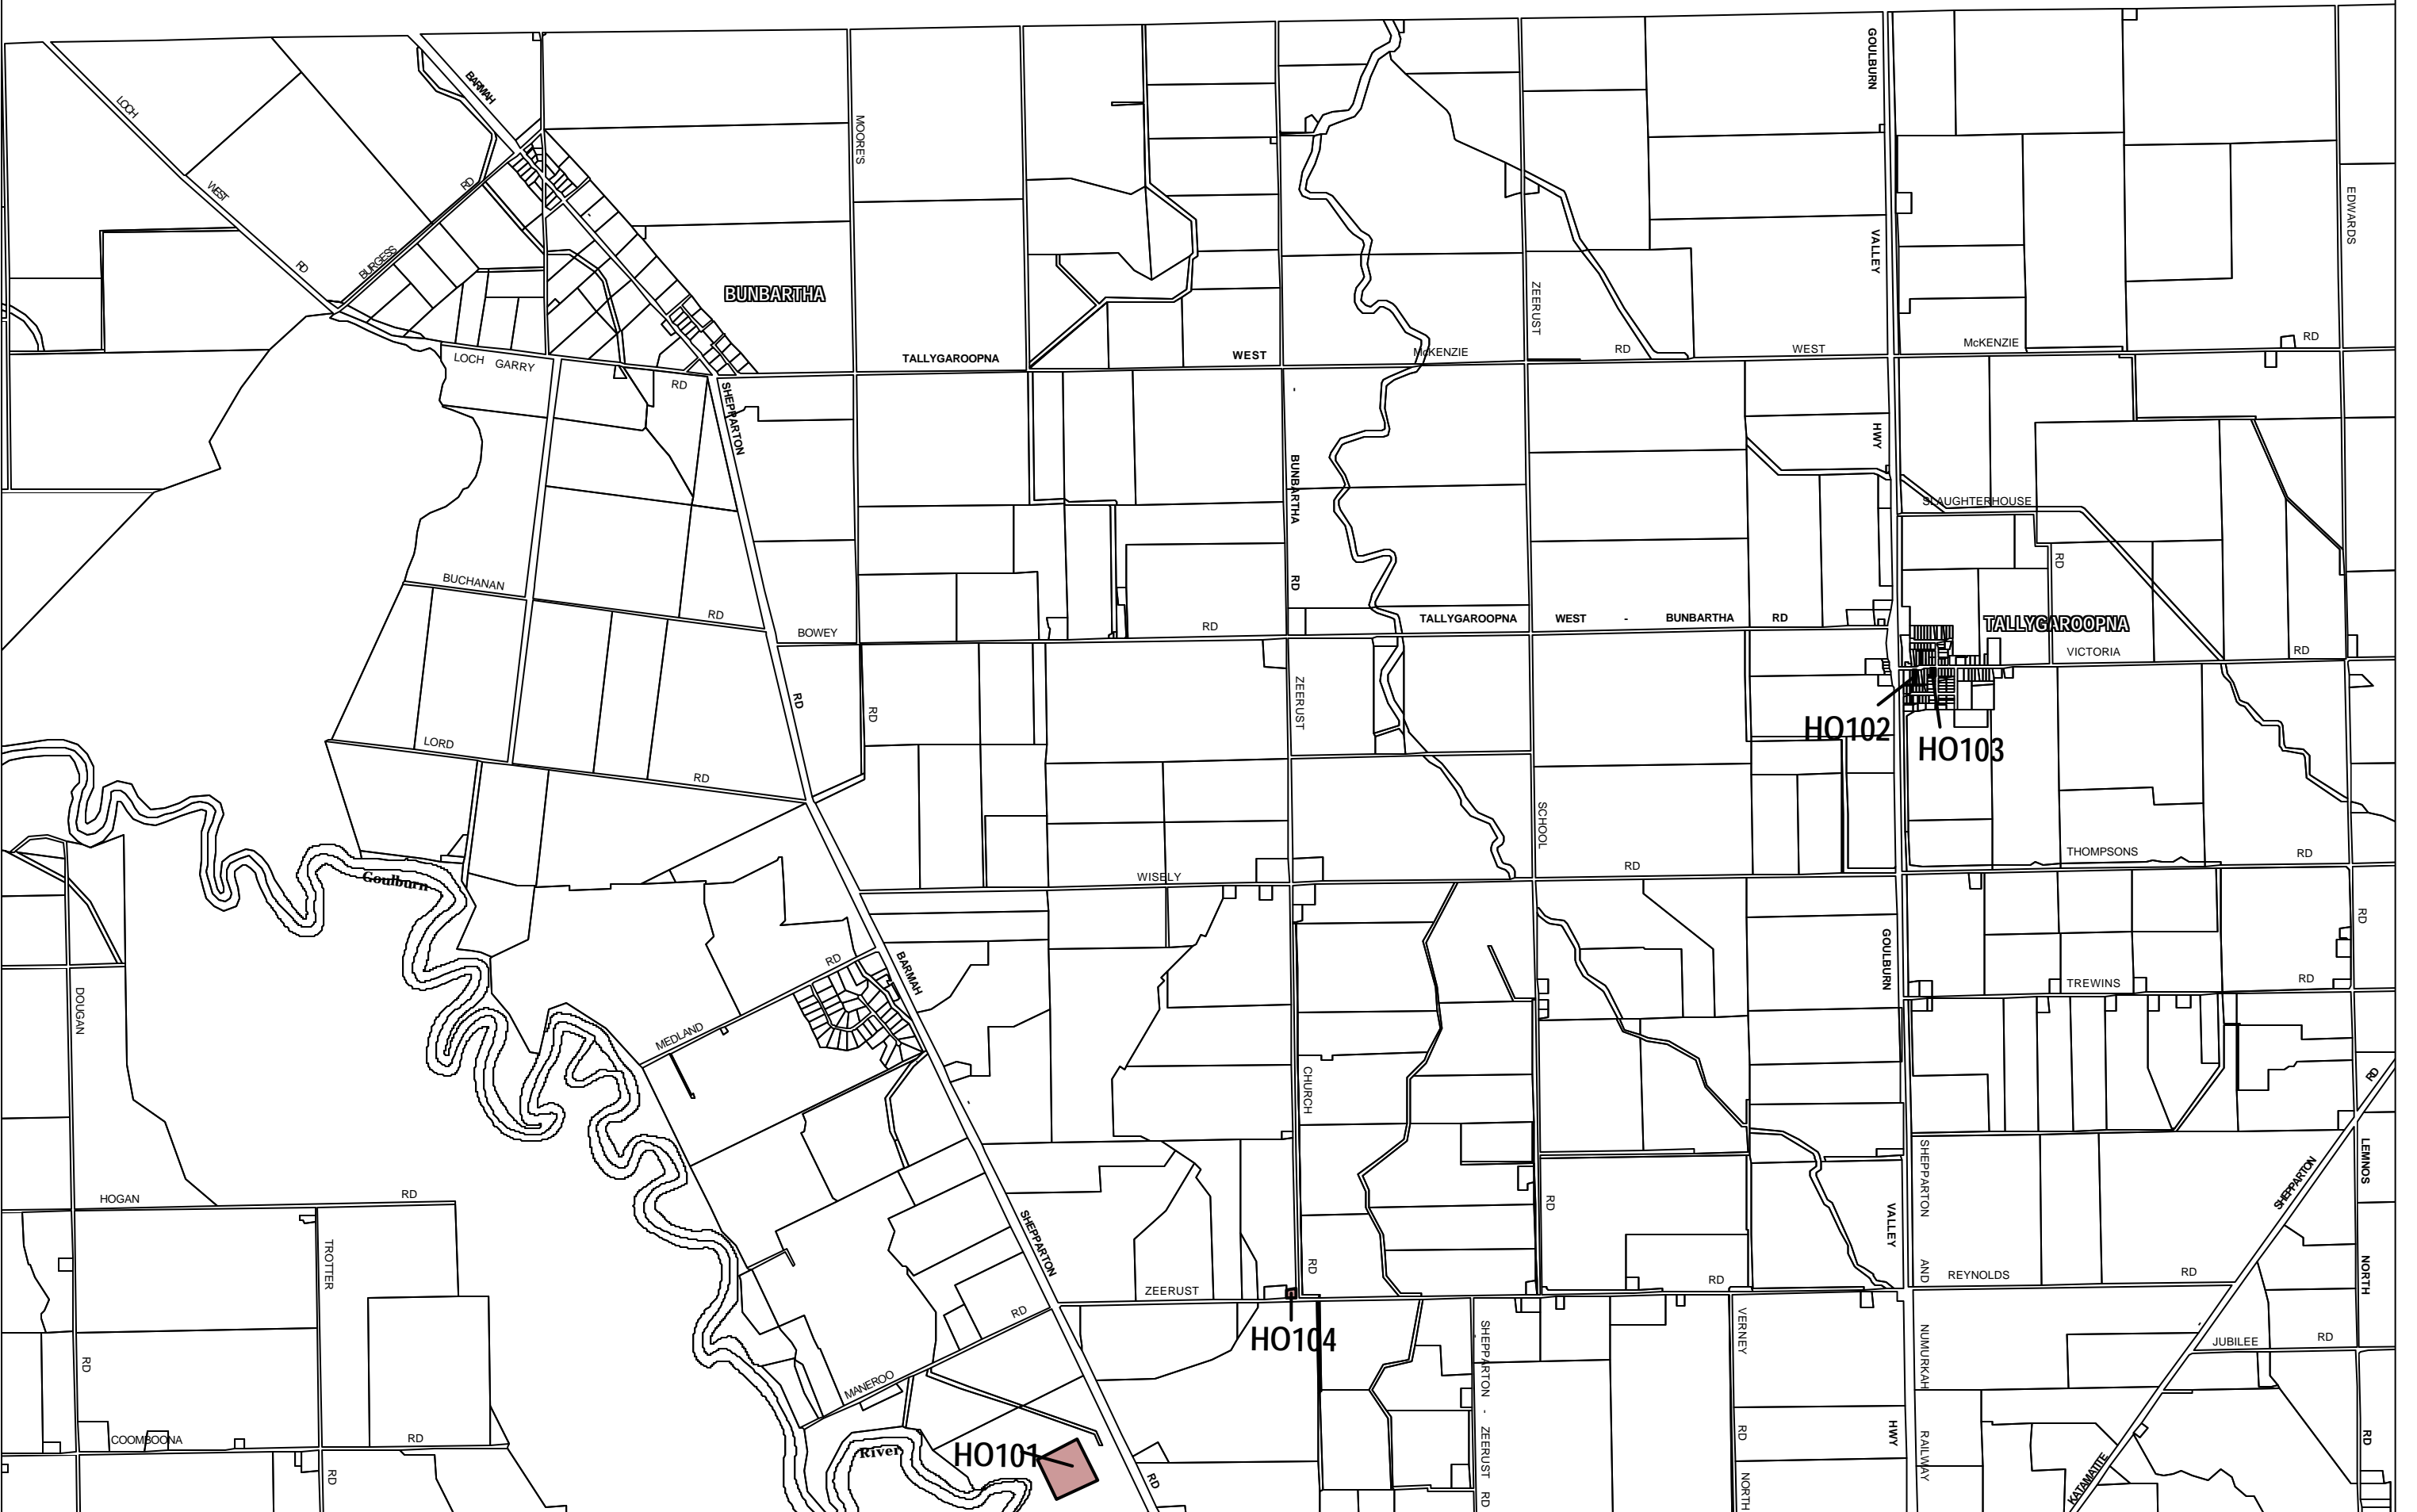 GOULBURN
BARMAH
LOCH
MOORE'S
WEST
RD
EDWARDS
VALLEY
BURGESS
RD
BUNBARTHA
ZEERUST
TALLYGAROOPNA
WEST
-
McKENZIE
RD
WEST
McKENZIE
RD
LOCH GARRY
RD
SHEPPARTON
-
HWY
BUNBARTHA
SLAUGHTERHOUSE
RD
RD
BUCHANAN
RD
BOWEY
RD
TALLYGAROOPNA
WEST
-
BUNBARTHA
RD
TALLYGAROOPNA
VICTORIA
RD
RD
RD
ZEERUST
HO102
HO103
LORD
RD
SCHOOL
THOMPSONS
RD
RD
WISELY
Goulburn
RD
GOULBURN
RD
BARMAH
TREWINS
RD
DOUGAN
MEDLAND
-
CHURCH
RD
SHEPPARTON
LEMNOS
HOGAN
RD
RD
SHEPPARTON
VALLEY
SHEPPARTON
TROTTER
RD
AND
REYNOLDS
RD
NORTH
ZEERUST
RD
RD
HO104
SHEPPARTON
-
ZEERUST
RD
VERNEY
NUMURKAH
JUBILEE
RD
-
RD
MANEROO
COOMBOONA
RD
RD
HWY
RAILWAY
RD
River
HO101
RD
RD
NORTH
KATAMATITE